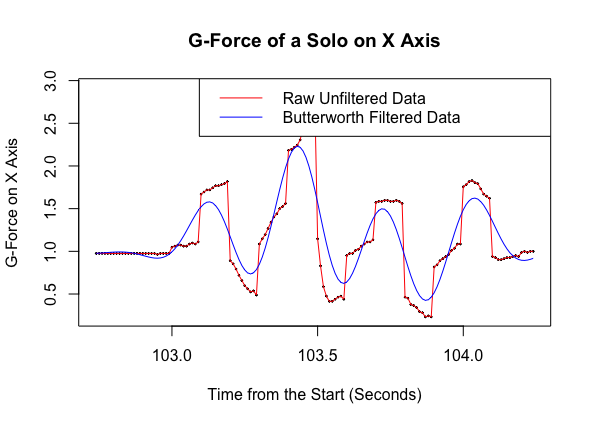 G-Force of a Solo on X Axis
Raw Unfiltered Data
Butterworth Filtered Data
G-Force on X Axis
3.0
2.5
2.0
1.5
1.0
0.5
103.0 103.5 104.0
Time from the Start (Seconds)